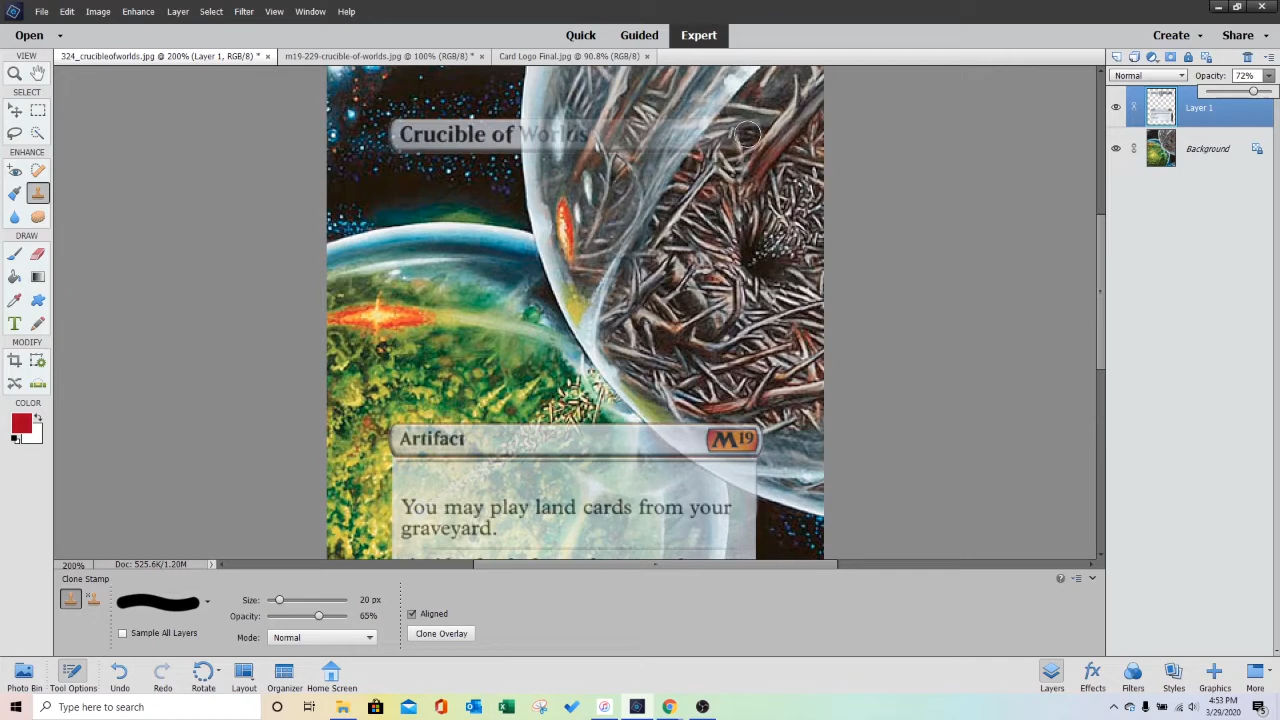 File Edit Image Enhance Layer Select Filter View Window Help
Open Quick Guided Expert Create Share
VIEW
324_crucibleofworlds.jpg @ 200% (Layer 1, RGB/8) * × m19-229-crucible-of-worlds.jpg @ 100% (RGB/8) * × Card Logo Final.jpg @ 90.8% (RGB/8) ×
Normal Opacity: 72%
SELECT
Layer 1
Crucible of Worlds
Background
ENHANCE
DRAW
MODIFY
COLOR
Artifact M19
You may play land cards from your
graveyard.
200% Doc: 525.6K/1.20M
Clone Stamp
Size: 20 px
Opacity: 65%
Aligned
Sample All Layers Mode: Normal Clone Overlay
Photo Bin Tool Options Undo Redo Rotate Layout Organizer Home Screen Layers Effects Filters Styles Graphics More
Type here to search
4:53 PM
3/29/2020
5